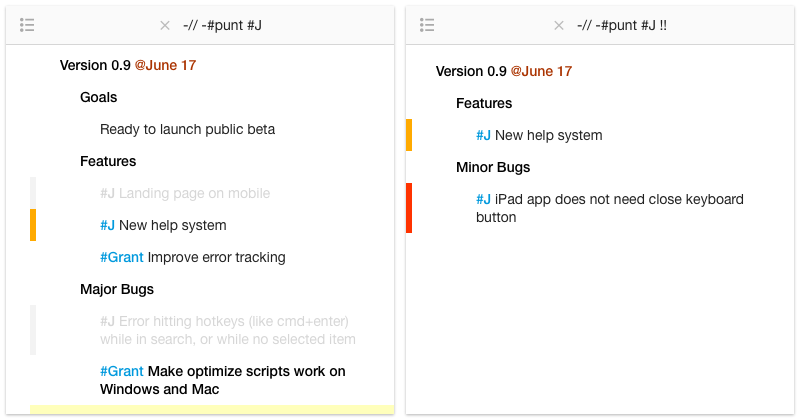 -// -#punt #J
Version 0.9 @June 17
Goals
Ready to launch public beta
Features
#J Landing page on mobile
#J New help system
#Grant Improve error tracking
Major Bugs
#J Error hitting hotkeys (like cmd+enter)
while in search, or while no selected item
#Grant Make optimize scripts work on
Windows and Mac
-// -#punt #J !!
Version 0.9 @June 17
Features
#J New help system
Minor Bugs
#J iPad app does not need close keyboard
button